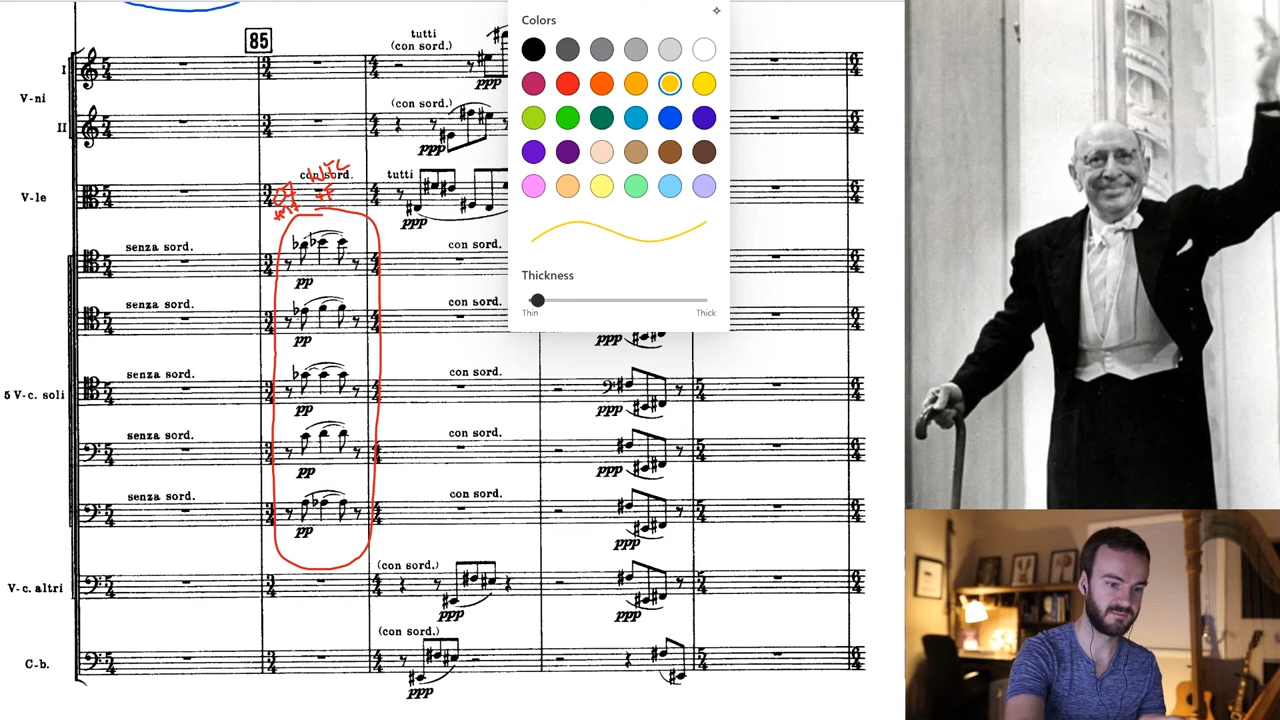 85
tutti
(con sord.)
I
ppp
V-ni
(con sord.)
II
ppp
con sord.
tutti
V-le
ppp
senza sord.
con sord.
pp
senza sord.
con sord.
pp
ppp
senza sord.
con sord.
5 V-c. soli
pp
ppp
senza sord.
con sord.
pp
ppp
senza sord.
con sord.
pp
ppp
(con sord.)
V-c. altri
ppp
ppp
(con sord.)
C-b.
ppp
Colors
Thickness
Thin
Thick